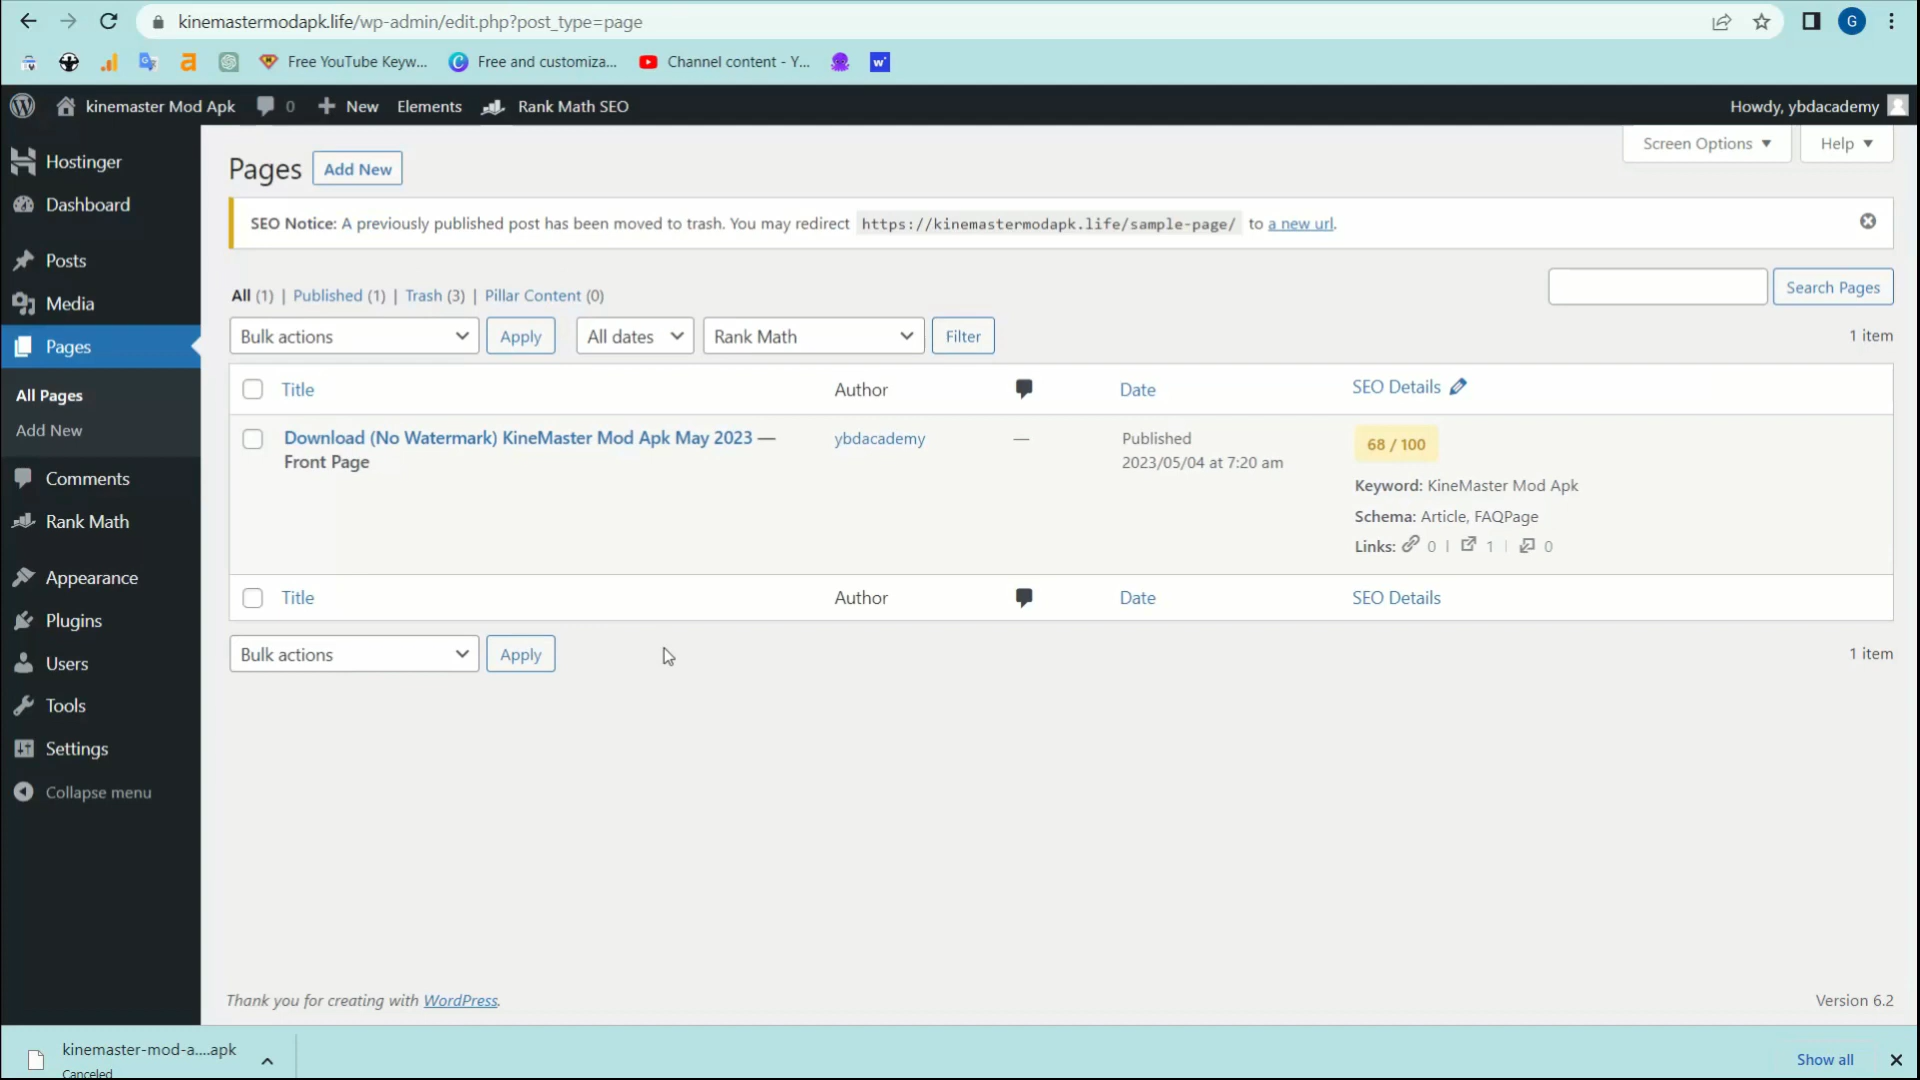 kinemastermodapk.life/wp-admin/edit.php?post_type=page
G
Free YouTube Keyw... Free and customiza... Channel content - Y...
kinemaster Mod Apk 0 New Elements Rank Math SEO Howdy, ybdacademy
Hostinger
Dashboard
Posts
Media
Pages
All Pages
Add New
Comments
Rank Math
Appearance
Plugins
Users
Tools
Settings
Collapse menu
Screen Options Help
Pages Add New
SEO Notice: A previously published post has been moved to trash. You may redirect https://kinemastermodapk.life/sample-page/ to a new url.
All (1) | Published (1) | Trash (3) | Pillar Content (0)
Search Pages
Bulk actions Apply All dates Rank Math Filter 1 item
Title Author Date SEO Details
Download (No Watermark) KineMaster Mod Apk May 2023 — ybdacademy — Published 68 / 100
Front Page 2023/05/04 at 7:20 am
Keyword: KineMaster Mod Apk
Schema: Article, FAQPage
Links: 0 | 1 | 0
Title Author Date SEO Details
Bulk actions Apply 1 item
Thank you for creating with WordPress. Version 6.2
kinemaster-mod-a....apk
Canceled
Show all